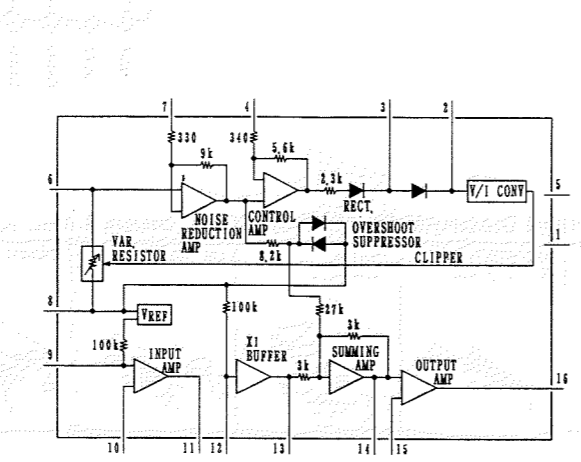 7 4 3 2
330 340 5.6k
9k
2.3k
6 5
V/I CONV
RECT.
NOISE REDUCTION AMP
CONTROL AMP
OVERSHOOT SUPPRESSOR
1
VAR. RESISTOR
8.2k
CLIPPER
8
VREF
100k
27k
9
100k
INPUT AMP
X1 BUFFER
3k
3k
SUMMING AMP
OUTPUT AMP
16
10 11 12 13 14 15